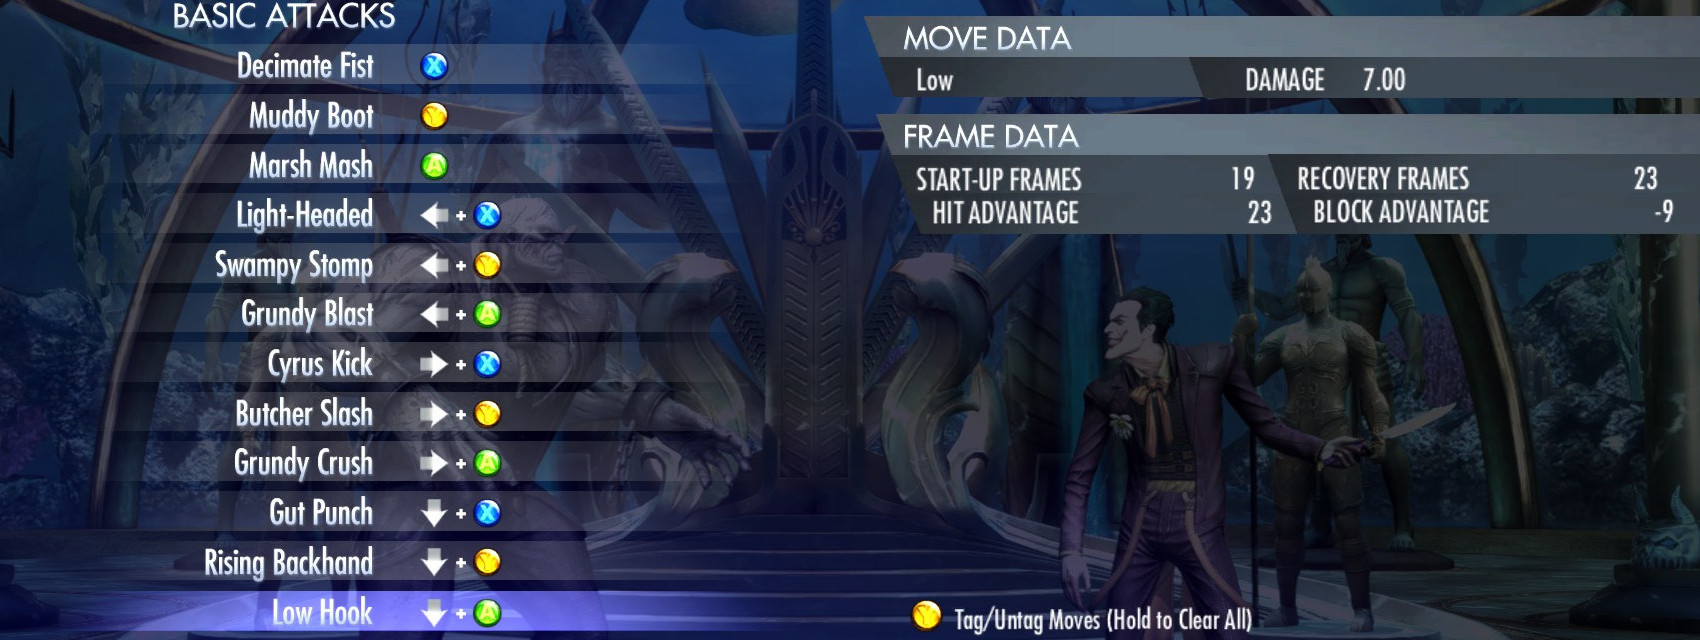 BASIC ATTACKS
Decimate Fist X
Muddy Boot Y
Marsh Mash A
Light-Headed + X
Swampy Stomp + Y
Grundy Blast + A
Cyrus Kick + X
Butcher Slash + Y
Grundy Crush + A
Gut Punch + X
Rising Backhand + Y
Low Hook + A
MOVE DATA
Low DAMAGE 7.00
FRAME DATA
START-UP FRAMES 19 RECOVERY FRAMES 23
HIT ADVANTAGE 23 BLOCK ADVANTAGE -9
Y Tag/Untag Moves (Hold to Clear All)